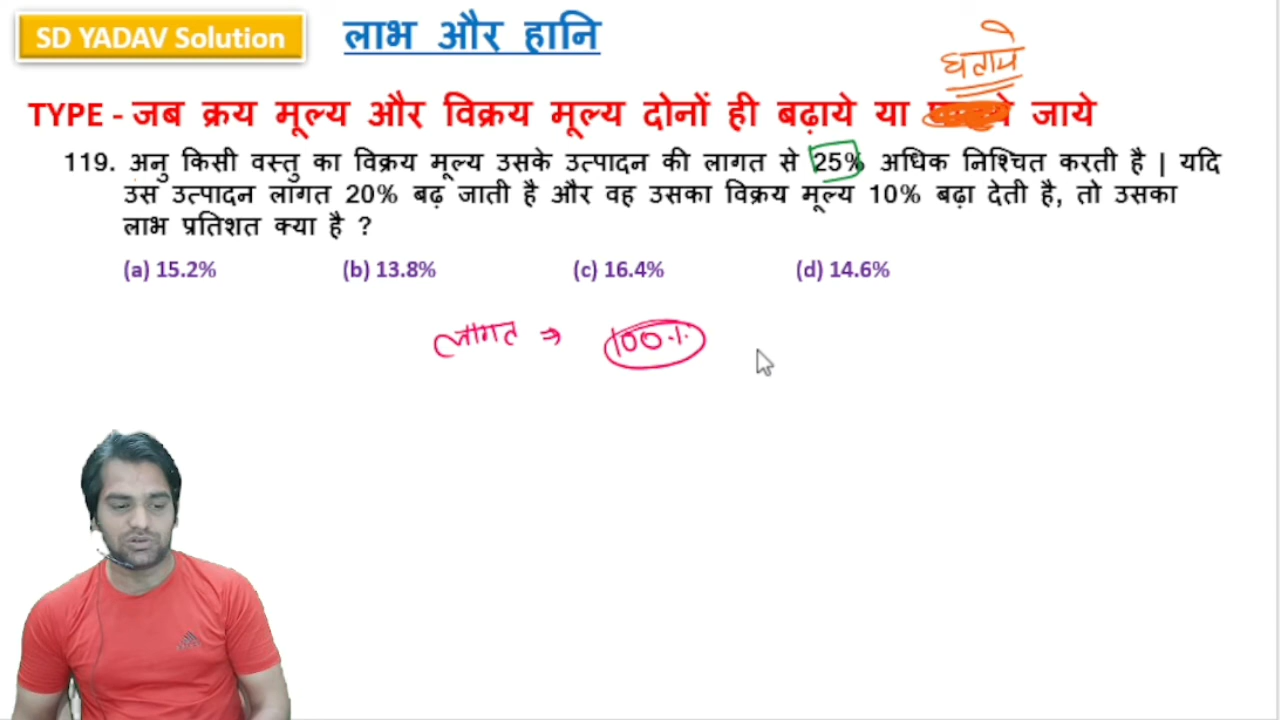 SD YADAV Solution
लाभ और हानि
घटाये
TYPE - जब क्रय मूल्य और विक्रय मूल्य दोनों ही बढ़ाये या जाये
119. अनु किसी वस्तु का विक्रय मूल्य उसके उत्पादन की लागत से 25% अधिक निश्चित करती है | यदि
उस उत्पादन लागत 20% बढ़ जाती है और वह उसका विक्रय मूल्य 10% बढ़ा देती है, तो उसका
लाभ प्रतिशत क्या है ?
(a) 15.2% (b) 13.8% (c) 16.4% (d) 14.6%
लागत ⇒ 100%